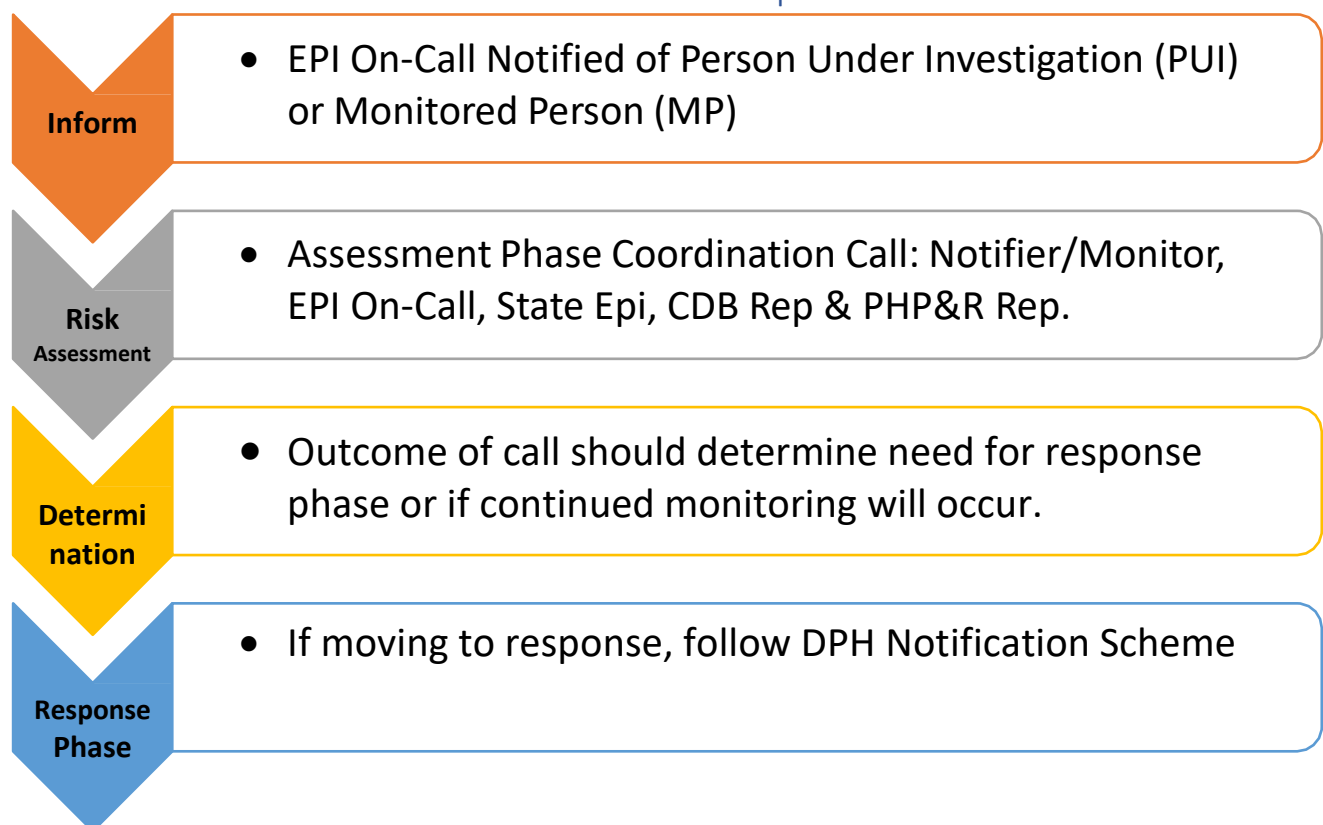 Inform
• EPI On-Call Notified of Person Under Investigation (PUI)
or Monitored Person (MP)
Risk
Assessment
• Assessment Phase Coordination Call: Notifier/Monitor,
EPI On-Call, State Epi, CDB Rep & PHP&R Rep.
Determi
nation
• Outcome of call should determine need for response
phase or if continued monitoring will occur.
Response
Phase
• If moving to response, follow DPH Notification Scheme